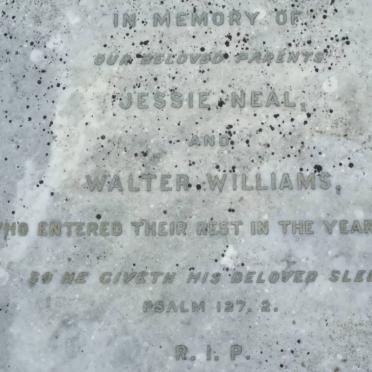 IN MEMORY OF
OUR BELOVED PARENTS
JESSIE NEAL,
AND
WALTER WILLIAMS,
WHO ENTERED THEIR REST IN THE YEAR
SO HE GIVETH HIS BELOVED SLEE
PSALM 127. 2.
R. I. P.